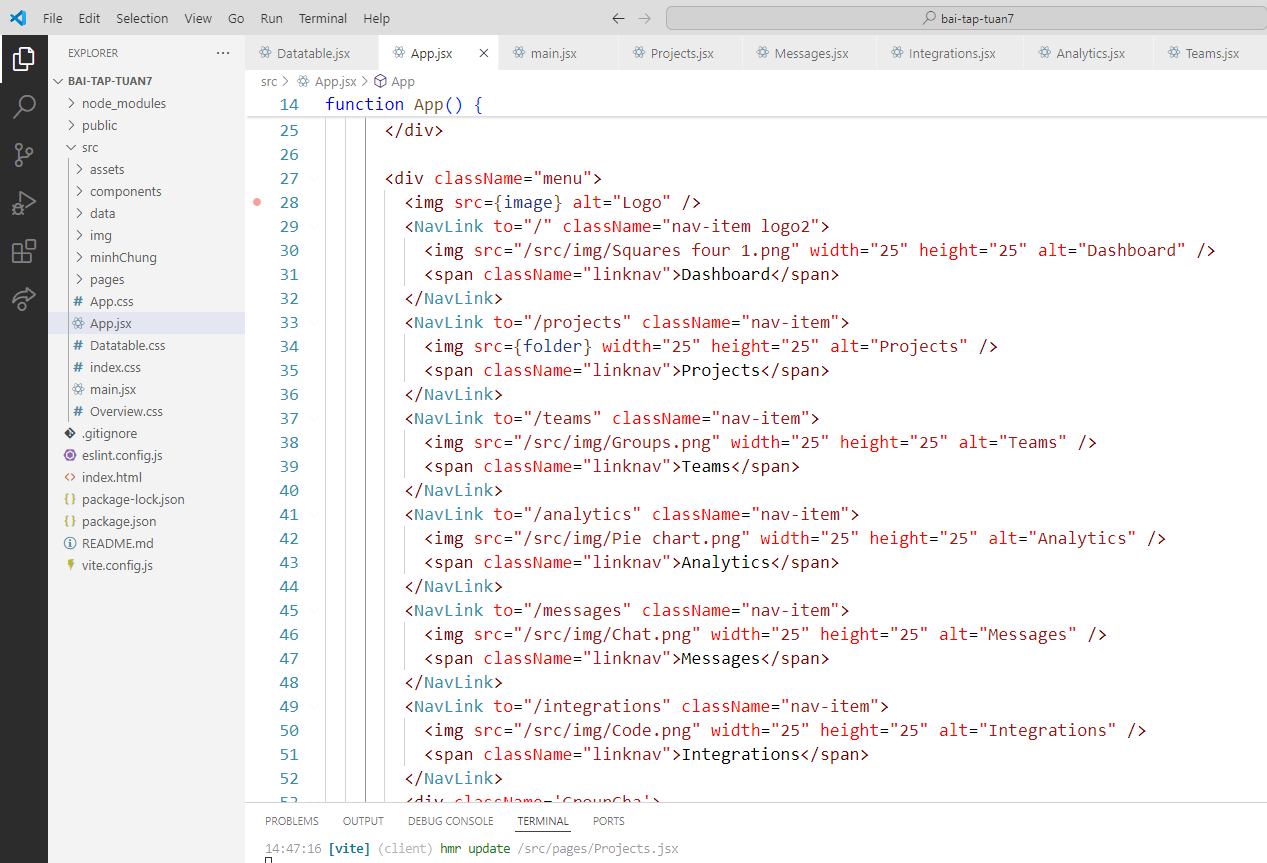 File Edit Selection View Go Run Terminal Help
bai-tap-tuan7
EXPLORER ...
BAI-TAP-TUAN7
node_modules
public
src
assets
components
data
img
minhChung
pages
# App.css
App.jsx
# Datatable.css
# index.css
main.jsx
# Overview.css
.gitignore
eslint.config.js
<> index.html
{} package-lock.json
{} package.json
README.md
vite.config.js
Datatable.jsx App.jsx main.jsx Projects.jsx Messages.jsx Integrations.jsx Analytics.jsx Teams.jsx
src > App.jsx > App
14 function App() {
25 </div>
26
27 <div className="menu">
28 <img src={image} alt="Logo" />
29 <NavLink to="/" className="nav-item logo2">
30 <img src="/src/img/Squares four 1.png" width="25" height="25" alt="Dashboard" />
31 <span className="linknav">Dashboard</span>
32 </NavLink>
33 <NavLink to="/projects" className="nav-item">
34 <img src={folder} width="25" height="25" alt="Projects" />
35 <span className="linknav">Projects</span>
36 </NavLink>
37 <NavLink to="/teams" className="nav-item">
38 <img src="/src/img/Groups.png" width="25" height="25" alt="Teams" />
39 <span className="linknav">Teams</span>
40 </NavLink>
41 <NavLink to="/analytics" className="nav-item">
42 <img src="/src/img/Pie chart.png" width="25" height="25" alt="Analytics" />
43 <span className="linknav">Analytics</span>
44 </NavLink>
45 <NavLink to="/messages" className="nav-item">
46 <img src="/src/img/Chat.png" width="25" height="25" alt="Messages" />
47 <span className="linknav">Messages</span>
48 </NavLink>
49 <NavLink to="/integrations" className="nav-item">
50 <img src="/src/img/Code.png" width="25" height="25" alt="Integrations" />
51 <span className="linknav">Integrations</span>
52 </NavLink>
53 <div className='GroupCha'>
PROBLEMS OUTPUT DEBUG CONSOLE TERMINAL PORTS
14:47:16 [vite] (client) hmr update /src/pages/Projects.jsx